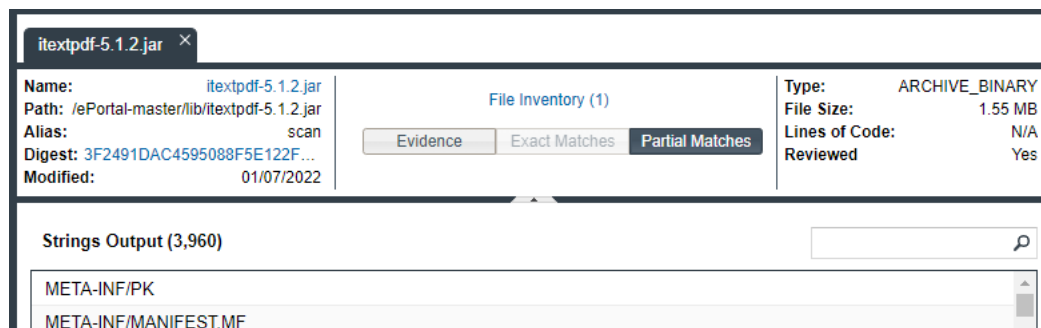 itextpdf-5.1.2.jar ×
Name: itextpdf-5.1.2.jar
Path: /ePortal-master/lib/itextpdf-5.1.2.jar
Alias: scan
Digest: 3F2491DAC4595088F5E122F...
Modified: 01/07/2022
File Inventory (1)
Evidence Exact Matches Partial Matches
Type: ARCHIVE_BINARY
File Size: 1.55 MB
Lines of Code: N/A
Reviewed Yes
Strings Output (3,960)
META-INF/PK
META-INF/MANIFEST.MF